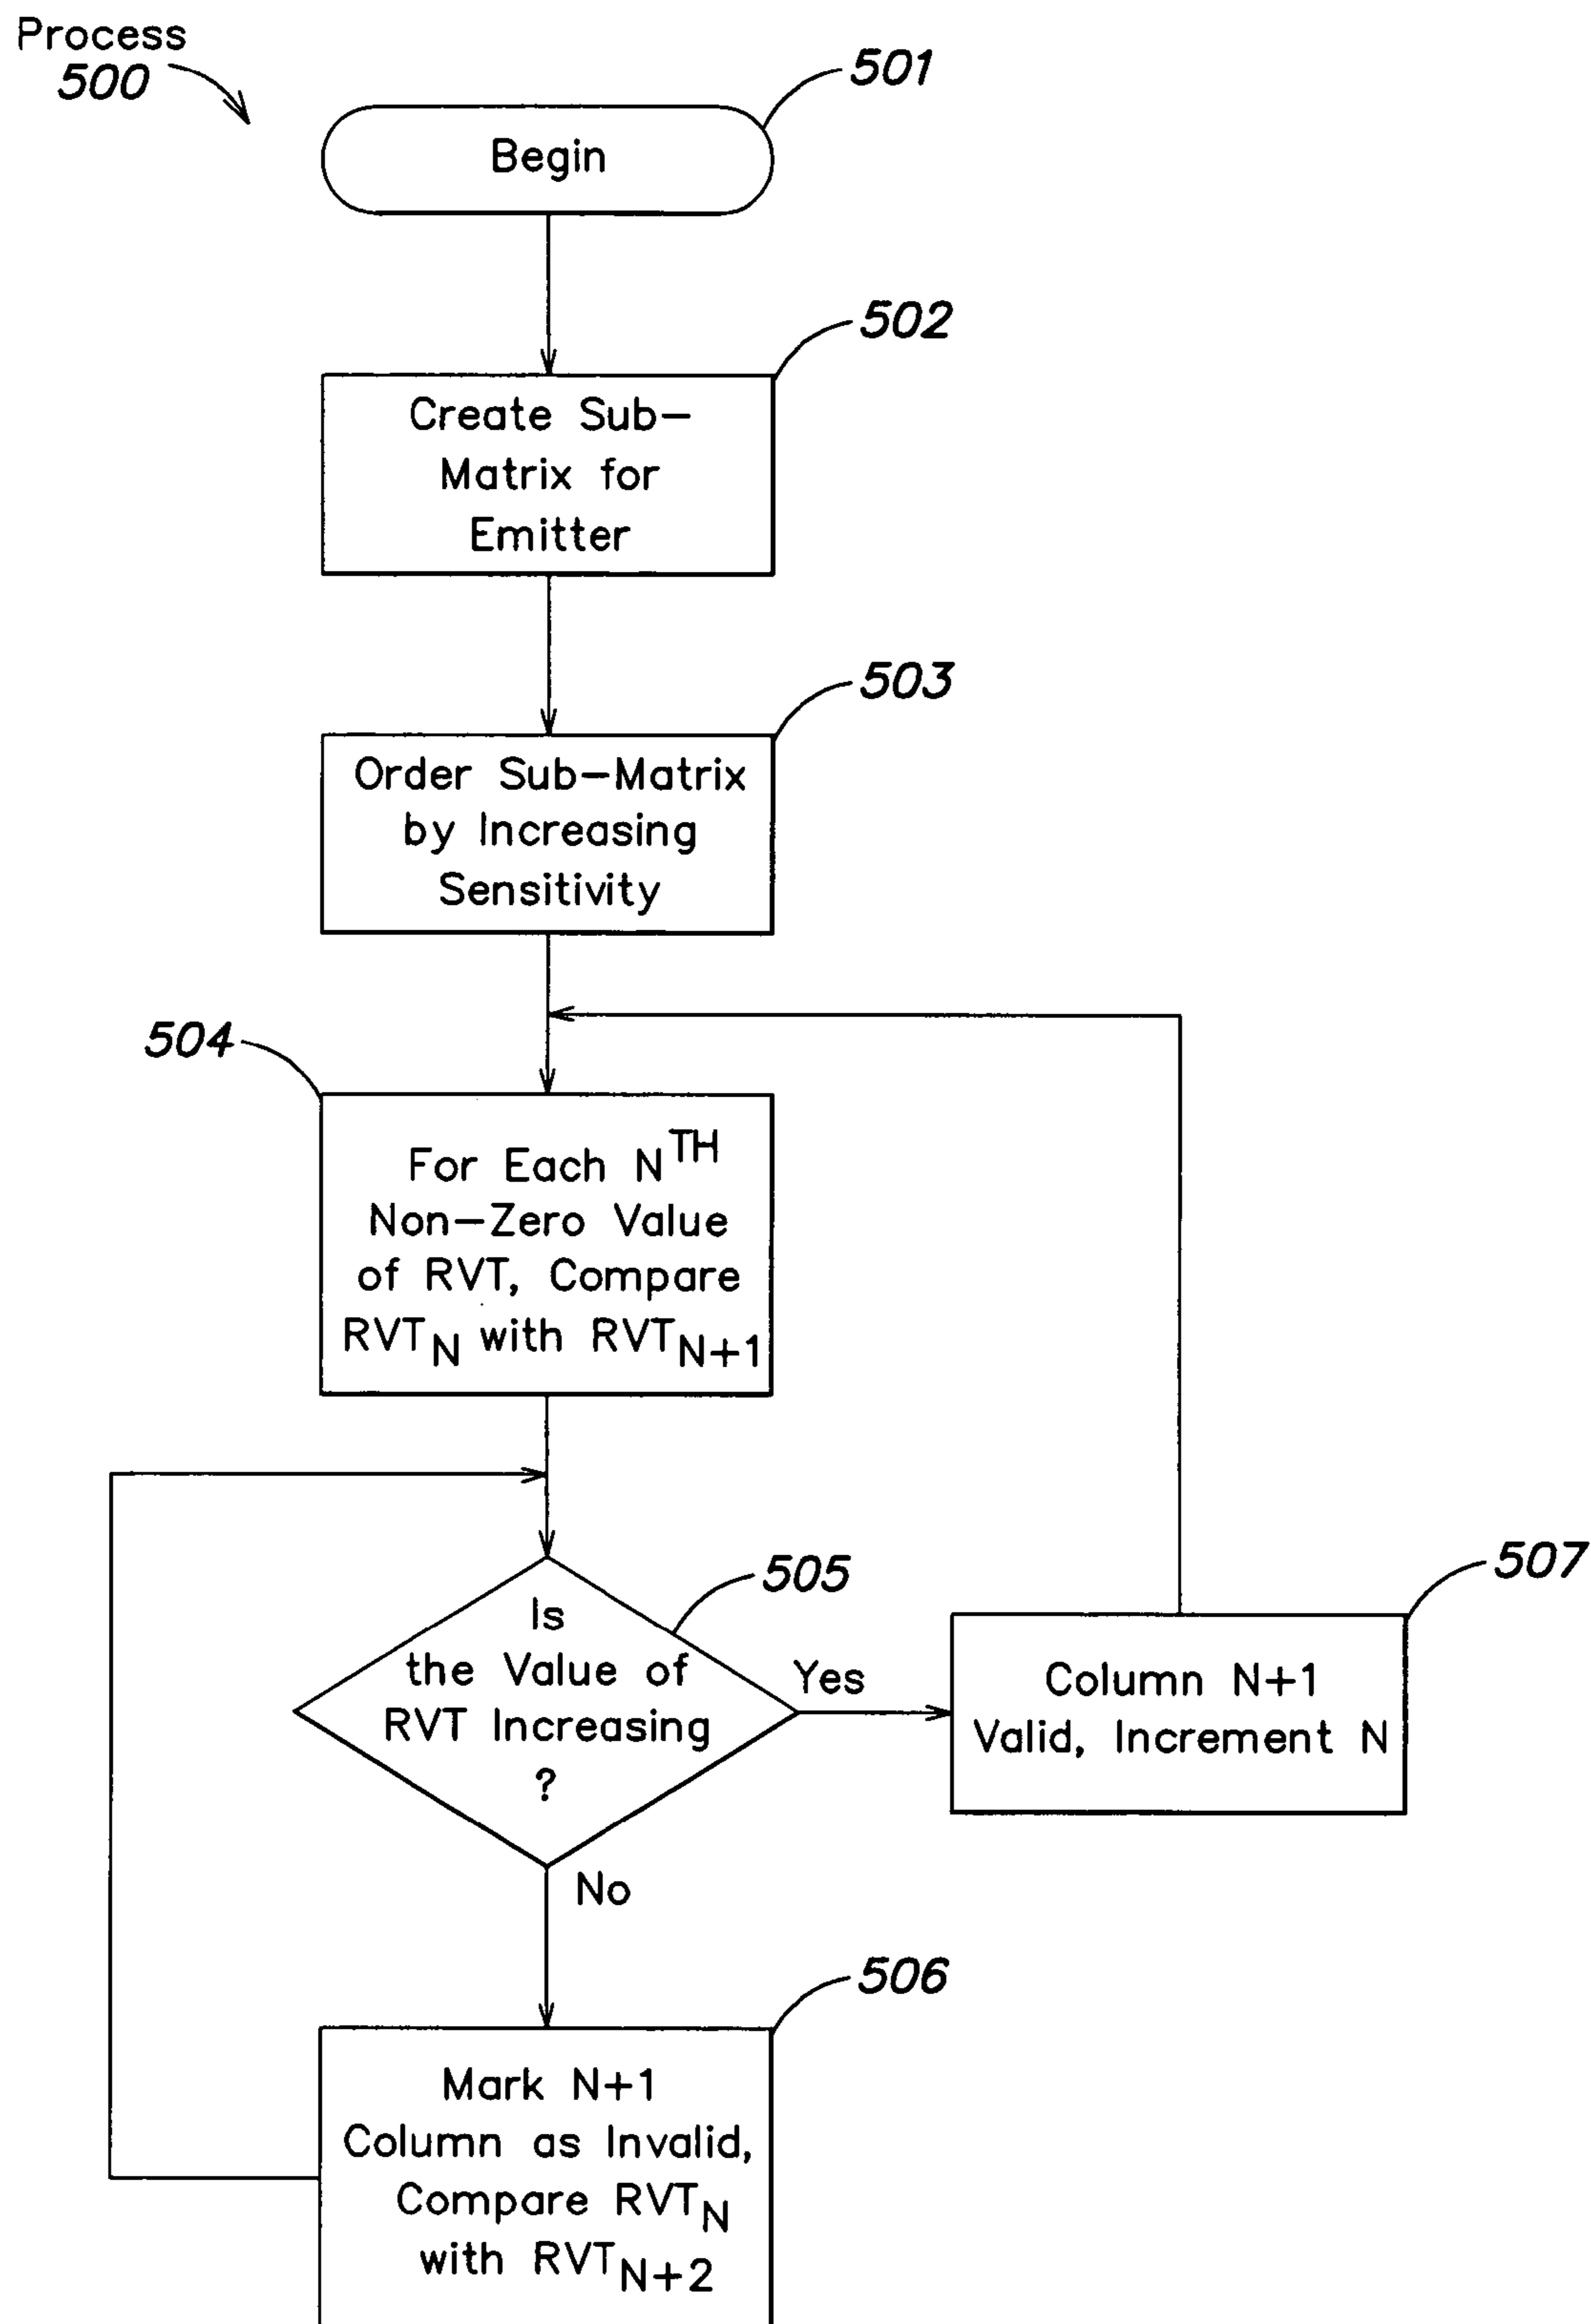 Process
500
501
Begin
502
Create Sub-
Matrix for
Emitter
503
Order Sub-Matrix
by Increasing
Sensitivity
504
For Each N^TH
Non-Zero Value
of RVT, Compare
RVT_N with RVT_N+1
505
Is
the Value of
RVT Increasing
?
Yes
507
Column N+1
Valid, Increment N
No
506
Mark N+1
Column as Invalid,
Compare RVT_N
with RVT_N+2